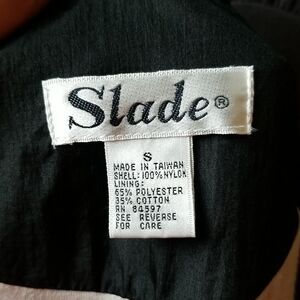 Slade®
S
MADE IN TAIWAN
SHELL: 100% NYLON
LINING:
65% POLYESTER
35% COTTON
RN 84597
SEE REVERSE
FOR CARE